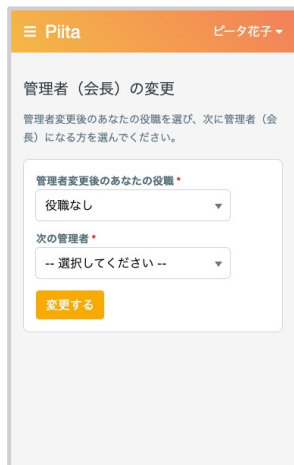 ≡ Piita
ピータ花子
管理者（会長）の変更
管理者変更後のあなたの役職を選び、次に管理者（会
長）になる方を選んでください。
管理者変更後のあなたの役職 *
役職なし
次の管理者 *
-- 選択してください --
変更する